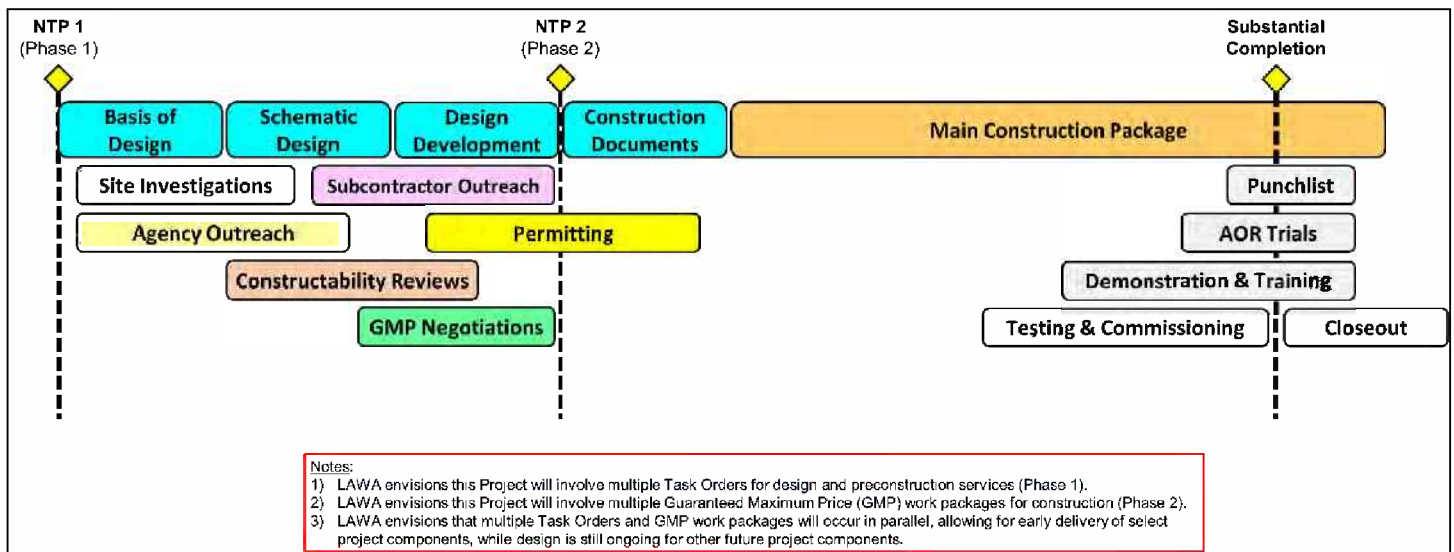 NTP 1
(Phase 1)
NTP 2
(Phase 2)
Substantial
Completion
Basis of
Design
Schematic
Design
Design
Development
Construction
Documents
Main Construction Package
Site Investigations
Subcontractor Outreach
Punchlist
Agency Outreach
Permitting
AOR Trials
Constructability Reviews
Demonstration & Training
GMP Negotiations
Testing & Commissioning
Closeout
Notes:
1) LAWA envisions this Project will involve multiple Task Orders for design and preconstruction services (Phase 1).
2) LAWA envisions this Project will involve multiple Guaranteed Maximum Price (GMP) work packages for construction (Phase 2).
3) LAWA envisions that multiple Task Orders and GMP work packages will occur in parallel, allowing for early delivery of select
project components, while design is still ongoing for other future project components.